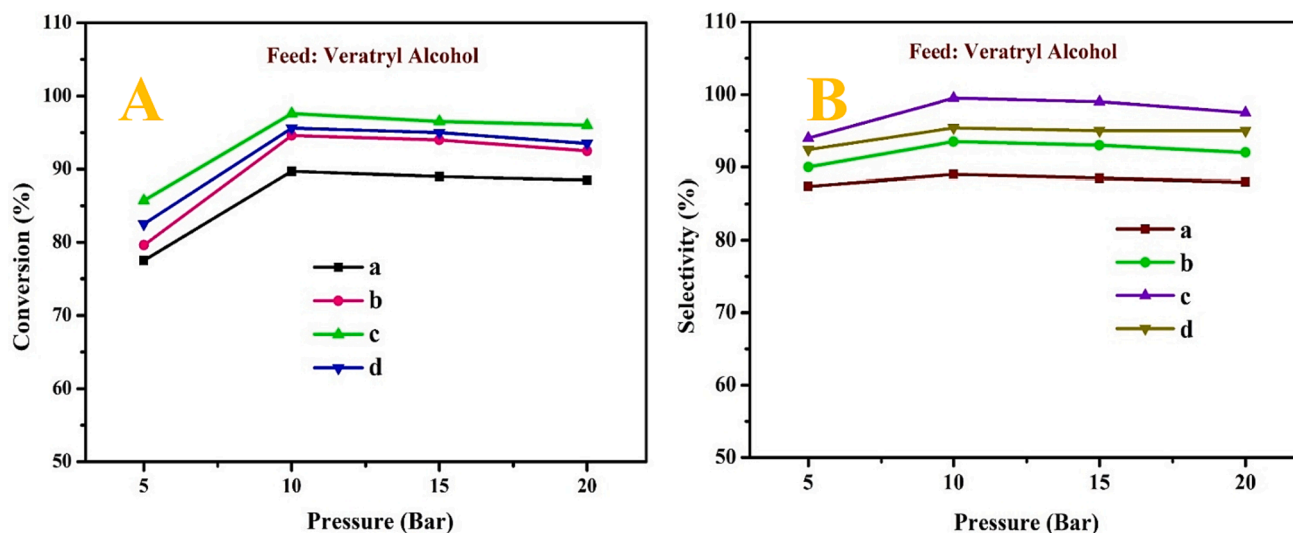 A
Feed: Veratryl Alcohol
Conversion (%)
110
100
90
80
70
60
50
a
b
c
d
5
10
15
20
Pressure (Bar)
B
Feed: Veratryl Alcohol
Selectivity (%)
110
100
90
80
70
60
50
a
b
c
d
5
10
15
20
Pressure (Bar)